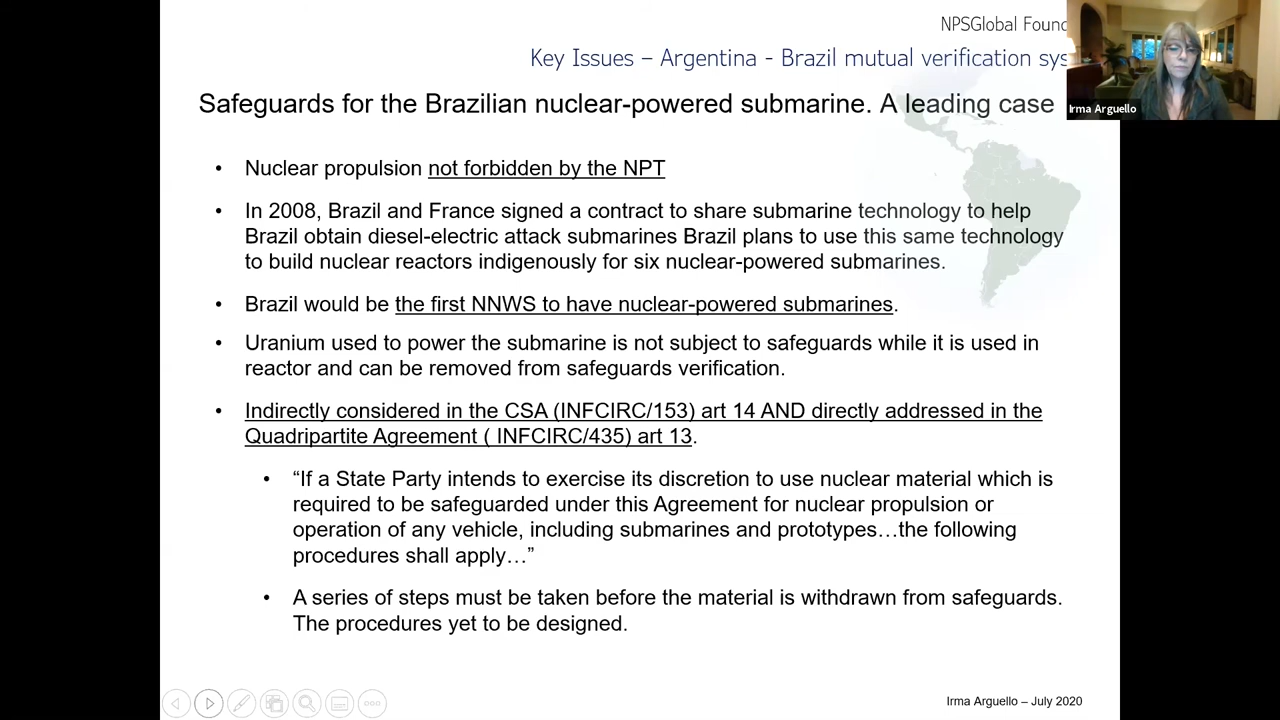 NPSGlobal Found
Key Issues – Argentina - Brazil mutual verification sys
Irma Arguello
Safeguards for the Brazilian nuclear-powered submarine. A leading case
• Nuclear propulsion not forbidden by the NPT
• In 2008, Brazil and France signed a contract to share submarine technology to help
Brazil obtain diesel-electric attack submarines Brazil plans to use this same technology
to build nuclear reactors indigenously for six nuclear-powered submarines.
• Brazil would be the first NNWS to have nuclear-powered submarines.
• Uranium used to power the submarine is not subject to safeguards while it is used in
reactor and can be removed from safeguards verification.
• Indirectly considered in the CSA (INFCIRC/153) art 14 AND directly addressed in the
Quadripartite Agreement ( INFCIRC/435) art 13.
• “If a State Party intends to exercise its discretion to use nuclear material which is
required to be safeguarded under this Agreement for nuclear propulsion or
operation of any vehicle, including submarines and prototypes…the following
procedures shall apply…”
• A series of steps must be taken before the material is withdrawn from safeguards.
The procedures yet to be designed.
Irma Arguello – July 2020